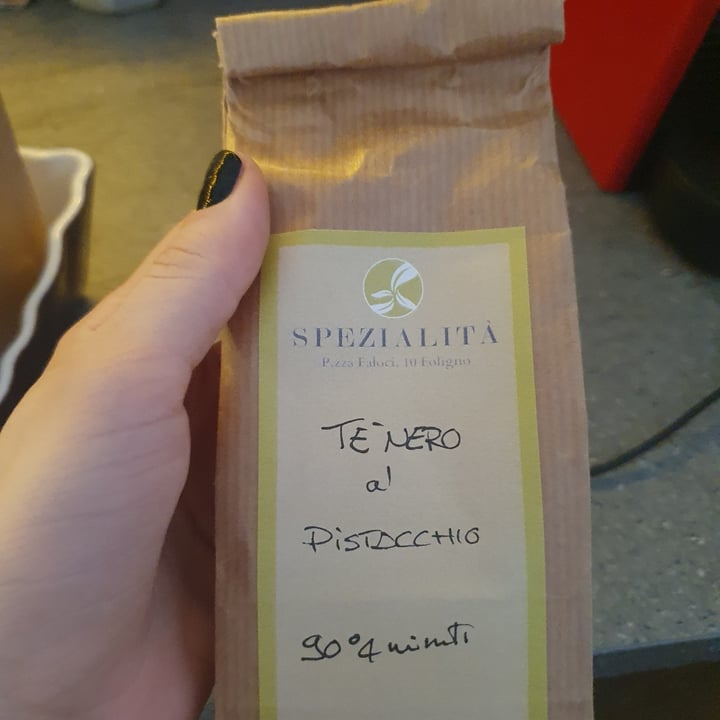 SPEZIALITÀ
P.zza Faloci, 10 Foligno
TE' NERO
al
PISTACCHIO
90° 4 minuti